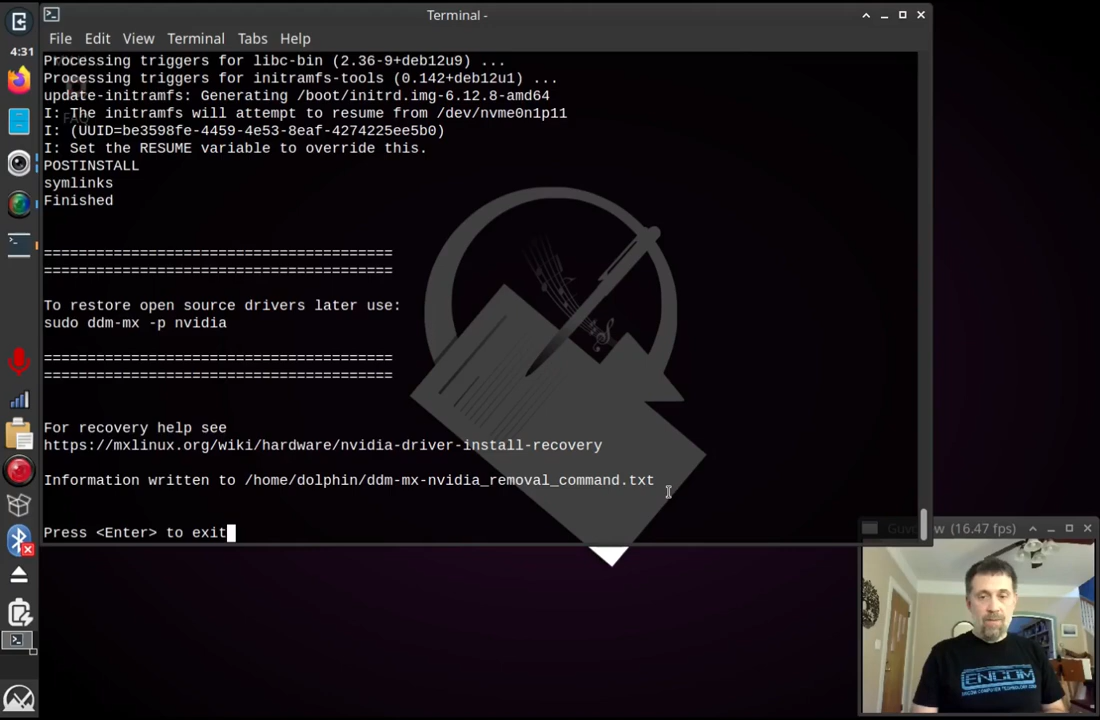 Terminal -
4:31
File Edit View Terminal Tabs Help
Processing triggers for libc-bin (2.36-9+deb12u9) ...
Processing triggers for initramfs-tools (0.142+deb12u1) ...
update-initramfs: Generating /boot/initrd.img-6.12.8-amd64
I: The initramfs will attempt to resume from /dev/nvme0n1p11
FAQ
I: (UUID=be3598fe-4459-4e53-8eaf-4274225ee5b0)
I: Set the RESUME variable to override this.
POSTINSTALL
symlinks
Finished
========================================
========================================
To restore open source drivers later use:
sudo ddm-mx -p nvidia
========================================
========================================
For recovery help see
https://mxlinux.org/wiki/hardware/nvidia-driver-install-recovery
Information written to /home/dolphin/ddm-mx-nvidia_removal_command.txt
Press <Enter> to exit
w (16.47 fps)
ENCOM